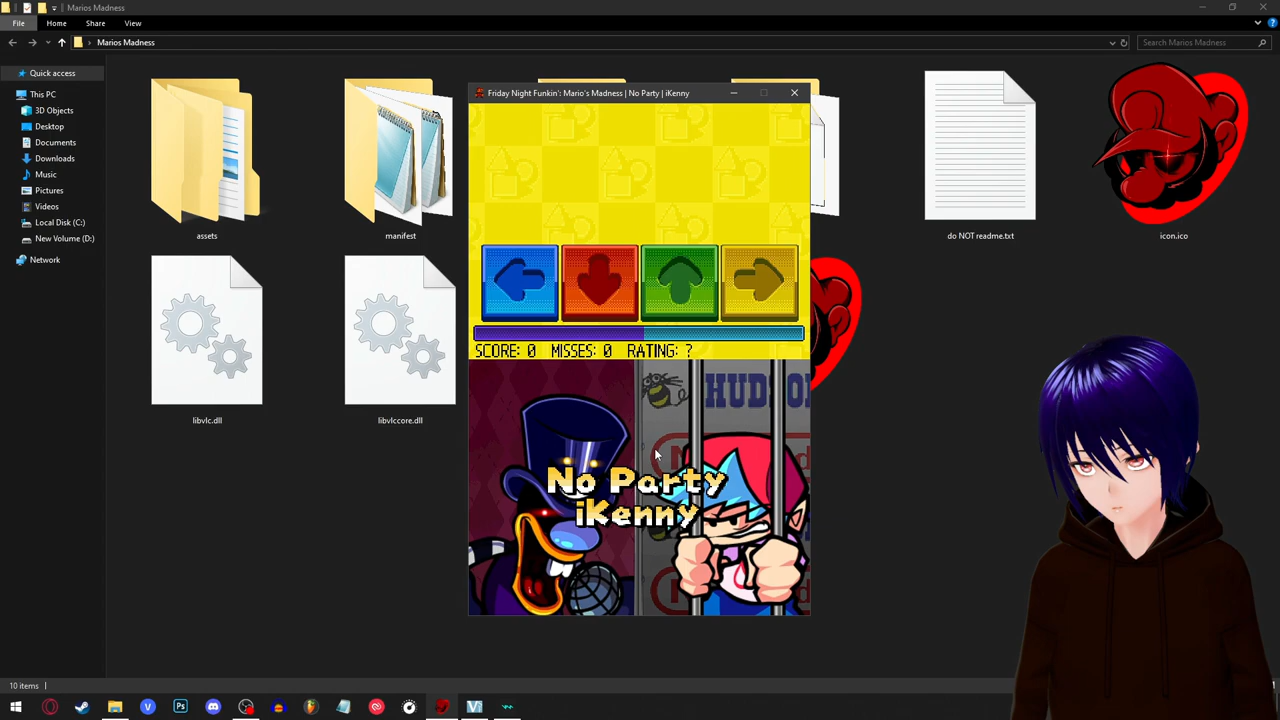 Marios Madness
File
Home
Share
View
Marios Madness
Search Marios Madness
Quick access
This PC
3D Objects
Desktop
Documents
Downloads
Music
Pictures
Videos
Local Disk (C:)
New Volume (D:)
Network
assets
manifest
do NOT readme.txt
icon.ico
libvlc.dll
libvlccore.dll
Friday Night Funkin': Mario's Madness | No Party | iKenny
SCORE: 0 MISSES: 0 RATING: ?
HUDSO
No Party
iKenny
10 items
Ps